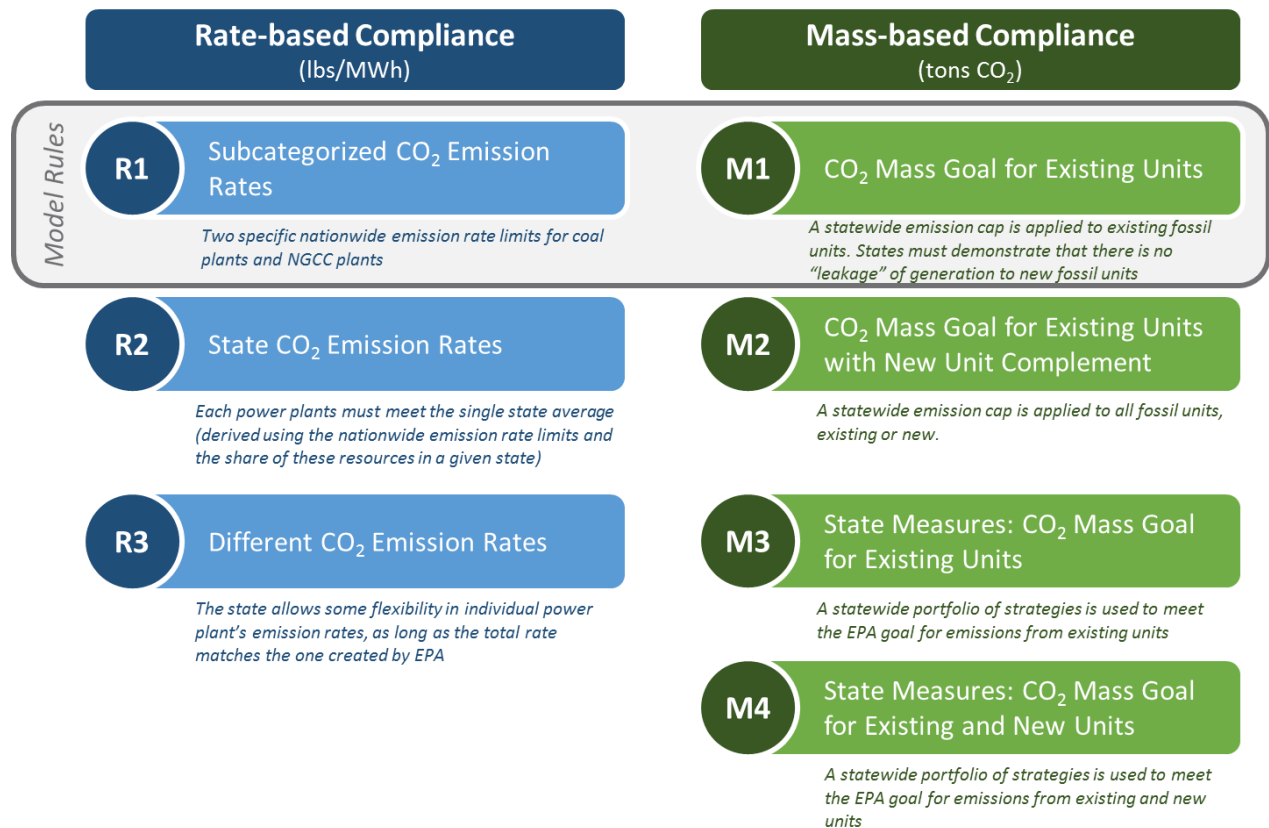 Rate-based Compliance
(lbs/MWh)
Mass-based Compliance
(tons CO₂)
Model Rules
R1
Subcategorized CO₂ Emission
Rates
Two specific nationwide emission rate limits for coal
plants and NGCC plants
M1
CO₂ Mass Goal for Existing Units
A statewide emission cap is applied to existing fossil
units. States must demonstrate that there is no
“leakage” of generation to new fossil units
R2
State CO₂ Emission Rates
Each power plants must meet the single state average
(derived using the nationwide emission rate limits and
the share of these resources in a given state)
M2
CO₂ Mass Goal for Existing Units
with New Unit Complement
A statewide emission cap is applied to all fossil units,
existing or new.
R3
Different CO₂ Emission Rates
The state allows some flexibility in individual power
plant’s emission rates, as long as the total rate
matches the one created by EPA
M3
State Measures: CO₂ Mass Goal
for Existing Units
A statewide portfolio of strategies is used to meet
the EPA goal for emissions from existing units
M4
State Measures: CO₂ Mass Goal
for Existing and New Units
A statewide portfolio of strategies is used to meet
the EPA goal for emissions from existing and new
units